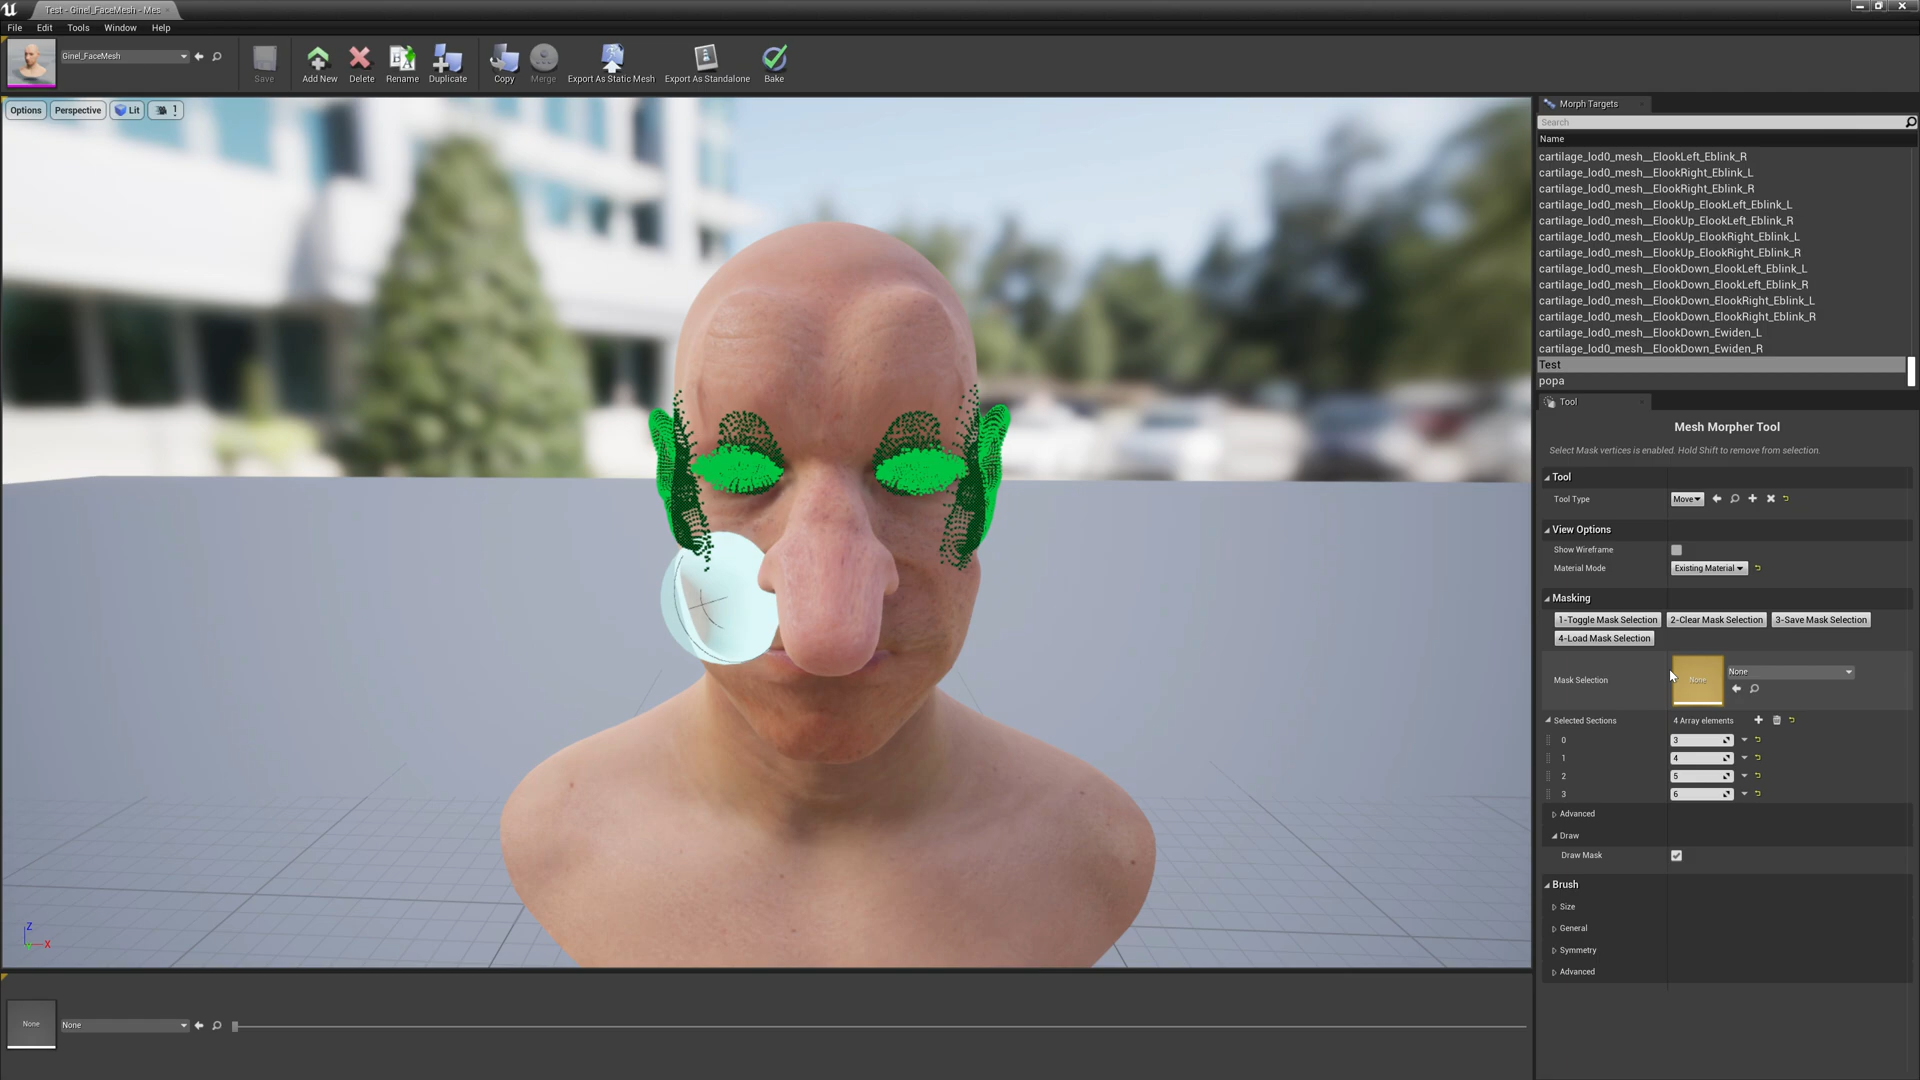 Test - Ginel_FaceMesh - Mes
File Edit Tools Window Help
Ginel_FaceMesh
Save
Add New
Delete
Rename
Duplicate
Copy
Merge
Export As Static Mesh
Export As Standalone
Bake
Options
Perspective
Lit
1
Morph Targets
Search
Name
cartilage_lod0_mesh__ElookLeft_Eblink_R
cartilage_lod0_mesh__ElookRight_Eblink_L
cartilage_lod0_mesh__ElookRight_Eblink_R
cartilage_lod0_mesh__ElookUp_ElookLeft_Eblink_L
cartilage_lod0_mesh__ElookUp_ElookLeft_Eblink_R
cartilage_lod0_mesh__ElookUp_ElookRight_Eblink_L
cartilage_lod0_mesh__ElookUp_ElookRight_Eblink_R
cartilage_lod0_mesh__ElookDown_ElookLeft_Eblink_L
cartilage_lod0_mesh__ElookDown_ElookLeft_Eblink_R
cartilage_lod0_mesh__ElookDown_ElookRight_Eblink_L
cartilage_lod0_mesh__ElookDown_ElookRight_Eblink_R
cartilage_lod0_mesh__ElookDown_Ewiden_L
cartilage_lod0_mesh__ElookDown_Ewiden_R
Test
popa
Tool
Mesh Morpher Tool
Select Mask vertices is enabled. Hold Shift to remove from selection.
Tool
Tool Type Move
View Options
Show Wireframe
Material Mode Existing Material
Masking
1-Toggle Mask Selection 2-Clear Mask Selection 3-Save Mask Selection
4-Load Mask Selection
Mask Selection None None
Selected Sections 4 Array elements
0 3
1 4
2 5
3 6
Advanced
Draw
Draw Mask
Brush
Size
General
Symmetry
Advanced
Z
X
None None